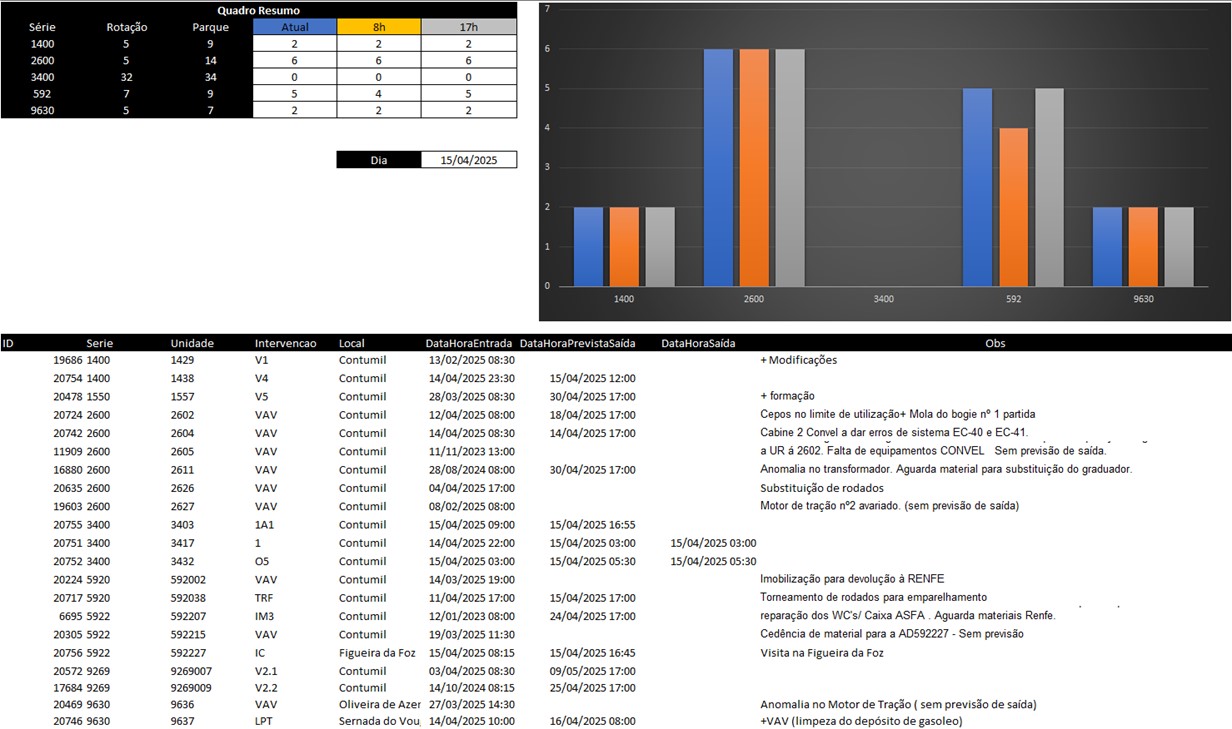 Quadro Resumo
Série Rotação Parque Atual 8h 17h
1400 5 9 2 2 2
2600 5 14 6 6 6
3400 32 34 0 0 0
592 7 9 5 4 5
9630 5 7 2 2 2
Dia 15/04/2025
7
6
5
4
3
2
1
0
1400 2600 3400 592 9630
ID Serie Unidade Intervencao Local DataHoraEntrada DataHoraPrevistaSaída DataHoraSaída Obs
19686 1400 1429 V1 Contumil 13/02/2025 08:30 + Modificações
20754 1400 1438 V4 Contumil 14/04/2025 23:30 15/04/2025 12:00
20478 1550 1557 V5 Contumil 28/03/2025 08:30 30/04/2025 17:00 + formação
20724 2600 2602 VAV Contumil 12/04/2025 08:00 18/04/2025 17:00 Cepos no limite de utilização+ Mola do bogie nº 1 partida
20742 2600 2604 VAV Contumil 14/04/2025 08:30 14/04/2025 17:00 Cabine 2 Convel a dar erros de sistema EC-40 e EC-41.
11909 2600 2605 VAV Contumil 11/11/2023 13:00 a UR á 2602. Falta de equipamentos CONVEL Sem previsão de saída.
16880 2600 2611 VAV Contumil 28/08/2024 08:00 30/04/2025 17:00 Anomalia no transformador. Aguarda material para substituição do graduador.
20635 2600 2626 VAV Contumil 04/04/2025 17:00 Substituição de rodados
19603 2600 2627 VAV Contumil 08/02/2025 08:00 Motor de tração nº2 avariado. (sem previsão de saída)
20755 3400 3403 1A1 Contumil 15/04/2025 09:00 15/04/2025 16:55
20751 3400 3417 1 Contumil 14/04/2025 22:00 15/04/2025 03:00 15/04/2025 03:00
20752 3400 3432 O5 Contumil 15/04/2025 03:00 15/04/2025 05:30 15/04/2025 05:30
20224 5920 592002 VAV Contumil 14/03/2025 19:00 Imobilização para devolução à RENFE
20717 5920 592038 TRF Contumil 11/04/2025 17:00 15/04/2025 17:00 Torneamento de rodados para emparelhamento
6695 5922 592207 IM3 Contumil 12/01/2023 08:00 24/04/2025 17:00 reparação dos WC's/ Caixa ASFA . Aguarda materiais Renfe.
20305 5922 592215 VAV Contumil 19/03/2025 11:30 Cedência de material para a AD592227 - Sem previsão
20756 5922 592227 IC Figueira da Foz 15/04/2025 08:15 15/04/2025 16:45 Visita na Figueira da Foz
20572 9269 9269007 V2.1 Contumil 03/04/2025 08:30 09/05/2025 17:00
17684 9269 9269009 V2.2 Contumil 14/10/2024 08:15 25/04/2025 17:00
20469 9630 9636 VAV Oliveira de Azer 27/03/2025 14:30 Anomalia no Motor de Tração ( sem previsão de saída)
20746 9630 9637 LPT Sernada do Vou 14/04/2025 10:00 16/04/2025 08:00 +VAV (limpeza do depósito de gasoleo)